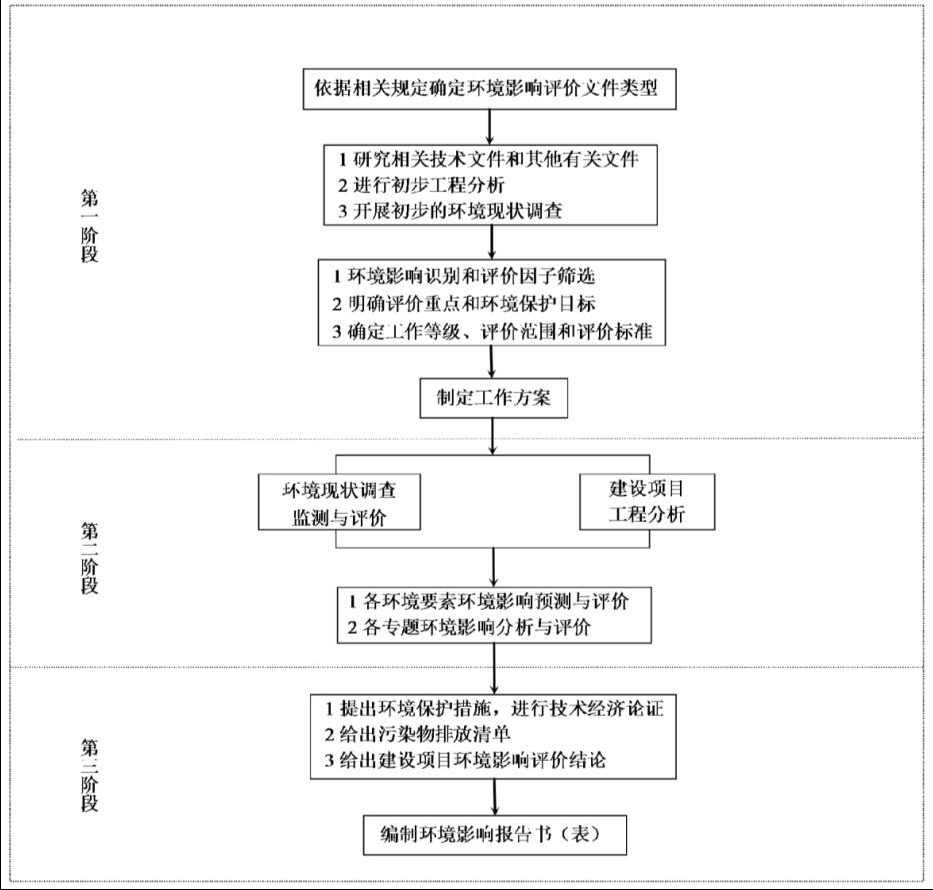 依据相关规定确定环境影响评价文件类型
1 研究相关技术文件和其他有关文件
2 进行初步工程分析
3 开展初步的环境现状调查
第一阶段
1 环境影响识别和评价因子筛选
2 明确评价重点和环境保护目标
3 确定工作等级、评价范围和评价标准
制定工作方案
环境现状调查
监测与评价
建设项目
工程分析
第二阶段
1 各环境要素环境影响预测与评价
2 各专题环境影响分析与评价
1 提出环境保护措施，进行技术经济论证
2 给出污染物排放清单
3 给出建设项目环境影响评价结论
第三阶段
编制环境影响报告书（表）